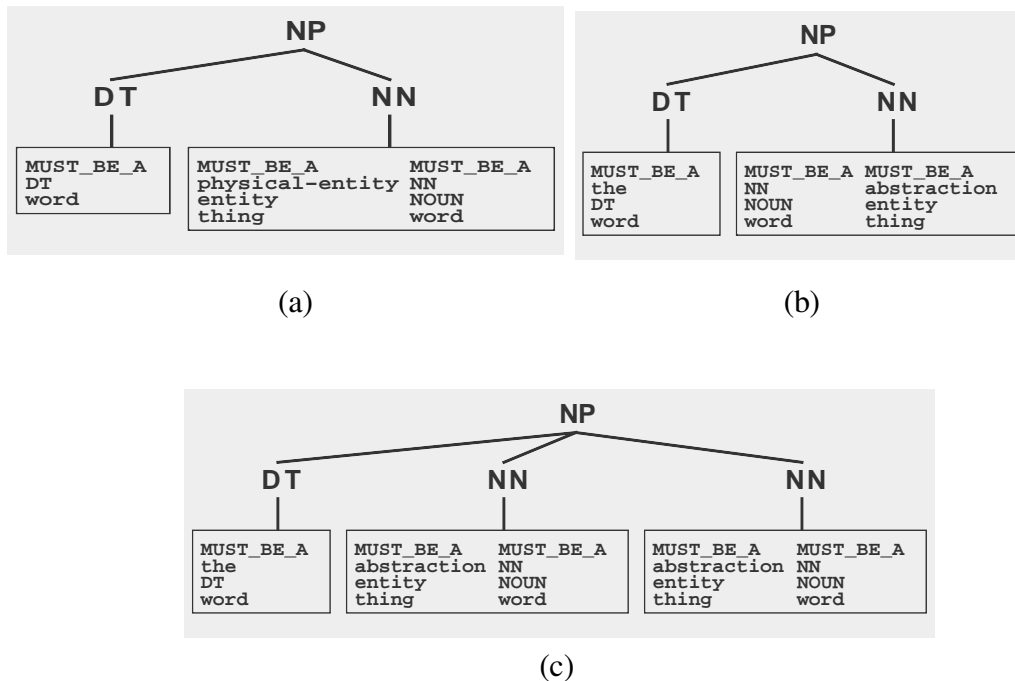 NP
DT NN
MUST_BE_A
DT
word
MUST_BE_A MUST_BE_A
physical-entity NN
entity NOUN
thing word
(a)
NP
DT NN
MUST_BE_A
the
DT
word
MUST_BE_A MUST_BE_A
NN abstraction
NOUN entity
word thing
(b)
NP
DT NN NN
MUST_BE_A
the
DT
word
MUST_BE_A MUST_BE_A
abstraction NN
entity NOUN
thing word
MUST_BE_A MUST_BE_A
abstraction NN
entity NOUN
thing word
(c)